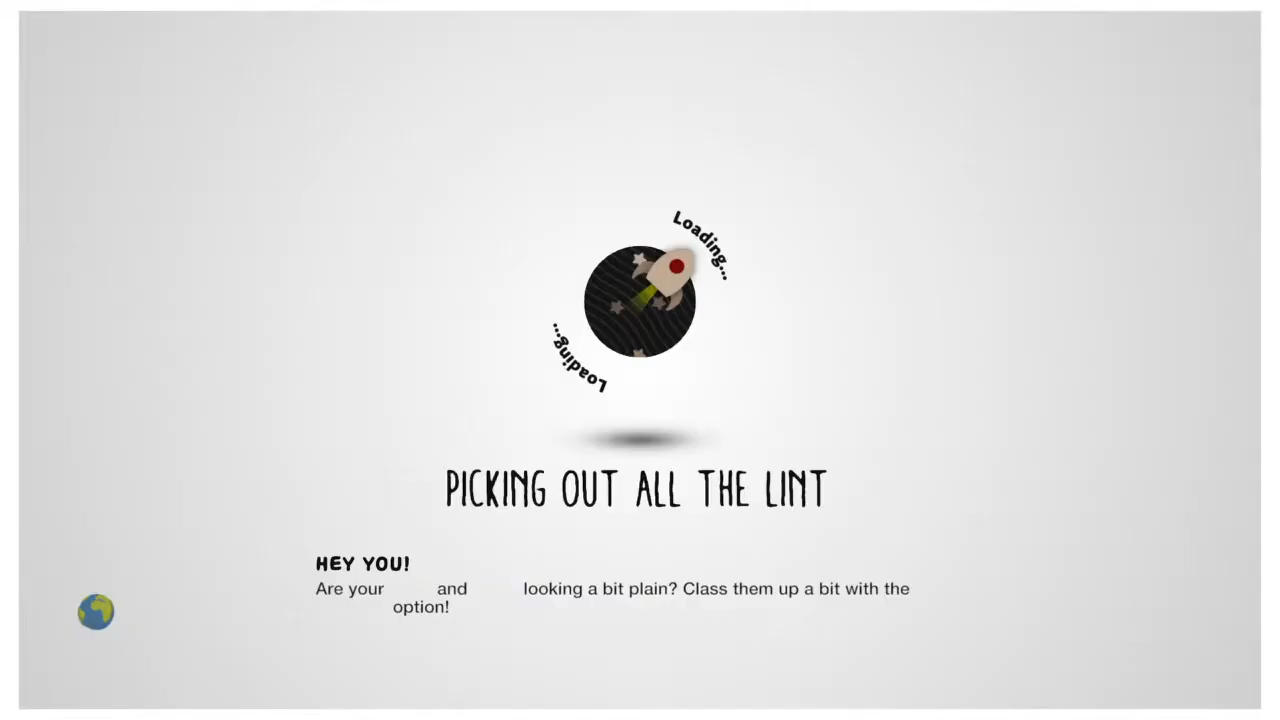 Loading...
Loading...
PICKING OUT ALL THE LINT
HEY YOU!
Are your and looking a bit plain? Class them up a bit with the
option!